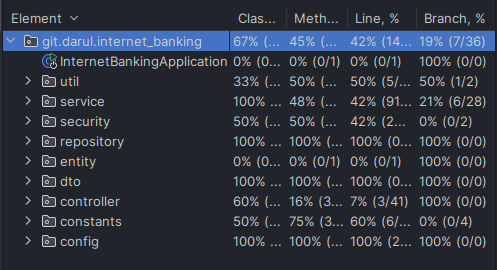 Element Clas... Meth... Line, % Branch, %
git.darul.internet_banking 67% (... 45% (... 42% (14... 19% (7/36)
InternetBankingApplication 0% (0... 0% (0/1) 0% (0/1) 100% (0/0)
util 33% (... 50% (... 50% (5/... 50% (1/2)
service 100% ... 48% (... 42% (91... 21% (6/28)
security 50% (... 50% (... 42% (2... 0% (0/2)
repository 100% ... 100% (... 100% (0... 100% (0/0)
entity 0% (0... 0% (0/1) 0% (0/1) 100% (0/0)
dto 100% ... 100% (... 100% (0... 100% (0/0)
controller 60% (... 16% (3... 7% (3/41) 100% (0/0)
constants 50% (... 75% (3... 60% (6/... 0% (0/4)
config 100% ... 100% (... 100% (2... 100% (0/0)